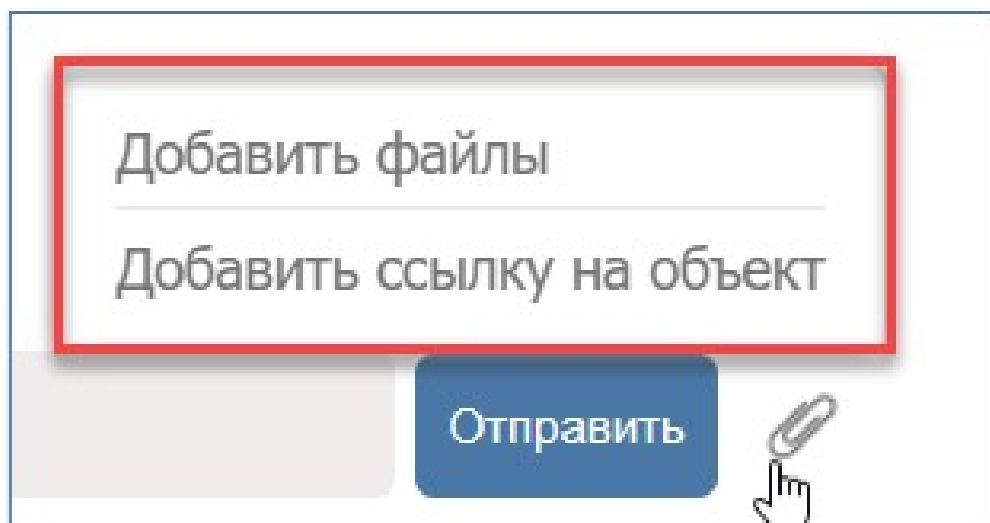 Добавить файлы
Добавить ссылку на объект
Отправить